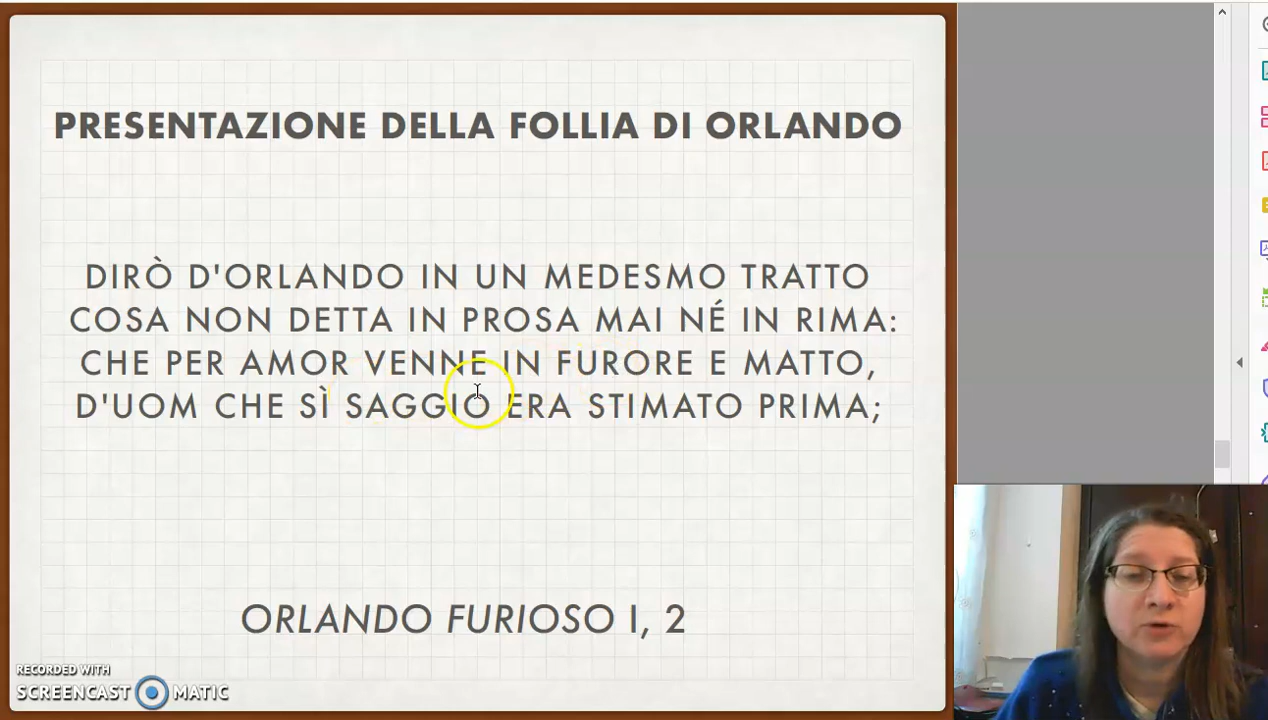 PRESENTAZIONE DELLA FOLLIA DI ORLANDO
DIRÒ D'ORLANDO IN UN MEDESMO TRATTO
COSA NON DETTA IN PROSA MAI NÉ IN RIMA:
CHE PER AMOR VENNE IN FURORE E MATTO,
D'UOM CHE SÌ SAGGIO ERA STIMATO PRIMA;
ORLANDO FURIOSO I, 2
RECORDED WITH
SCREENCAST MATIC